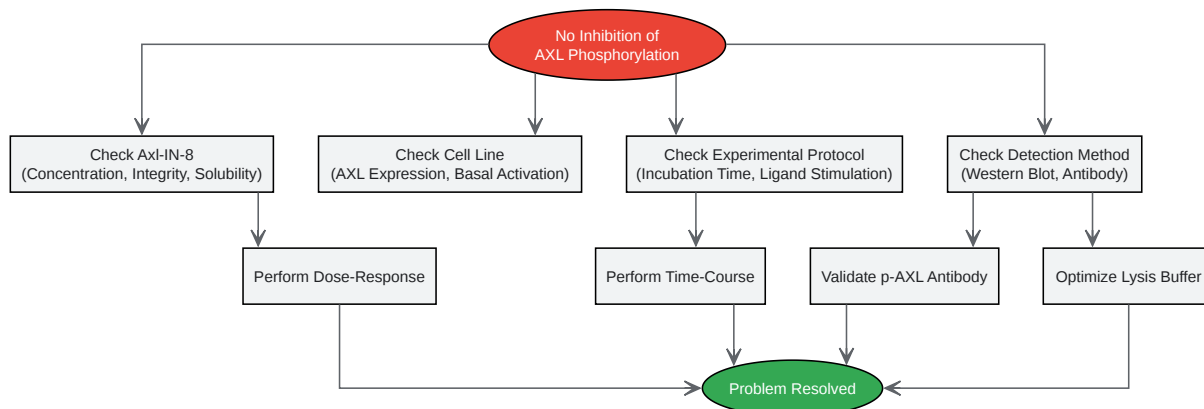 No Inhibition of
AXL Phosphorylation
Check Axl-IN-8
(Concentration, Integrity, Solubility)
Check Cell Line
(AXL Expression, Basal Activation)
Check Experimental Protocol
(Incubation Time, Ligand Stimulation)
Check Detection Method
(Western Blot, Antibody)
Perform Dose-Response
Perform Time-Course
Validate p-AXL Antibody
Optimize Lysis Buffer
Problem Resolved